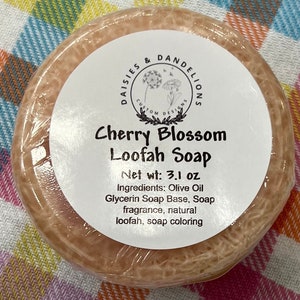 DAISIES & DANDELIONS
CUSTOM DESIGNS
Cherry Blossom
Loofah Soap
Net wt: 3.1 oz
Ingredients: Olive Oil
Glycerin Soap Base, Soap
fragrance, natural
loofah, soap coloring